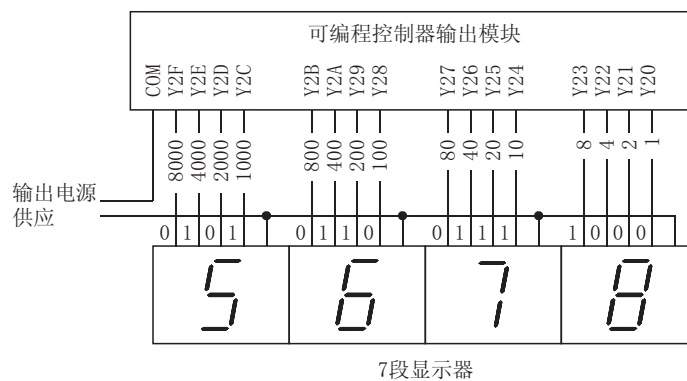 可编程控制器输出模块
COM Y2F Y2E Y2D Y2C Y2B Y2A Y29 Y28 Y27 Y26 Y25 Y24 Y23 Y22 Y21 Y20
8000 4000 2000 1000 800 400 200 100 80 40 20 10 8 4 2 1
输出电源
供应
0 1 0 1 0 1 1 0 0 1 1 1 1 0 0 0
5 6 7 8
7段显示器